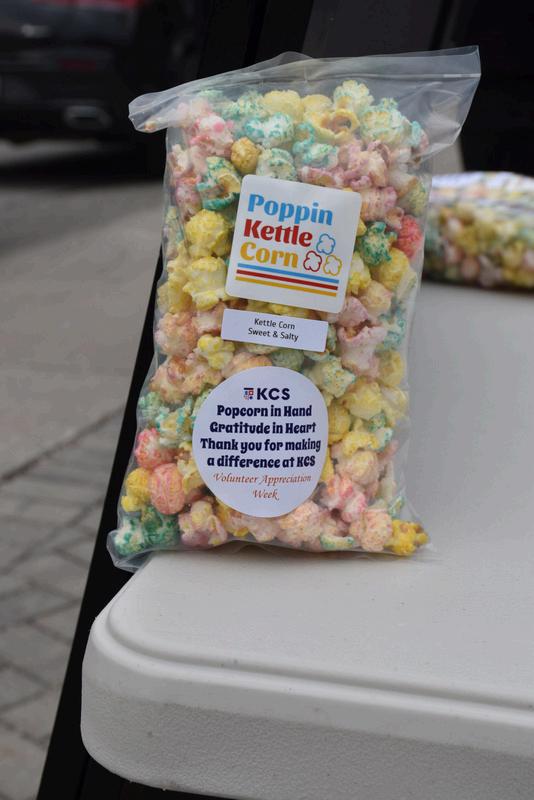 Poppin
Kettle
Corn
Kettle Corn
Sweet & Salty
KCS
Popcorn in Hand
Gratitude in Heart
Thank you for making
a difference at KCS
Volunteer Appreciation
Week